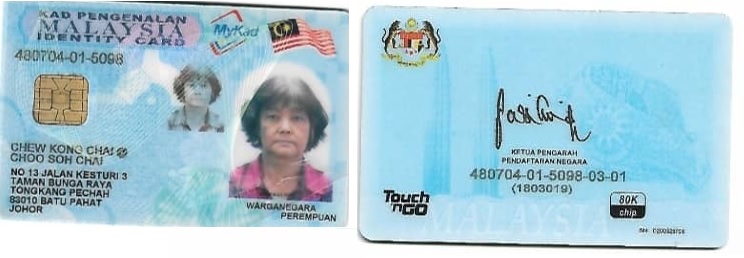 KAD PENGENALAN
MALAYSIA
IDENTITY CARD
MyKad
480704-01-5098
CHEW KONG CHAI @
CHOO SOH CHAI
NO 13 JALAN KESTURI 3
TAMAN BUNGA RAYA
TONGKANG PECHAH
83010 BATU PAHAT
JOHOR
WARGANEGARA
PEREMPUAN
KETUA PENGARAH
PENDAFTARAN NEGARA
480704-01-5098-03-01
(1803019)
Touch
'nGO
80K
chip
MALAYSIA